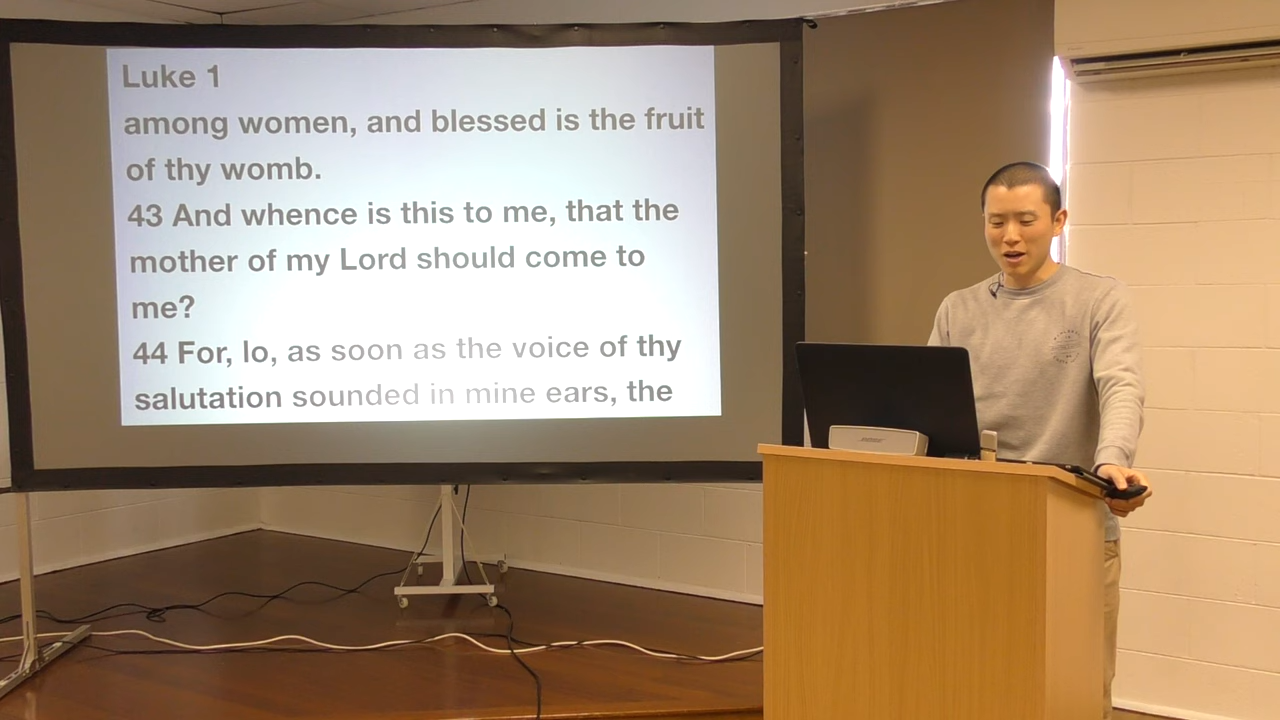 Luke 1
among women, and blessed is the fruit
of thy womb.
43 And whence is this to me, that the
mother of my Lord should come to
me?
44 For, lo, as soon as the voice of thy
salutation sounded in mine ears, the